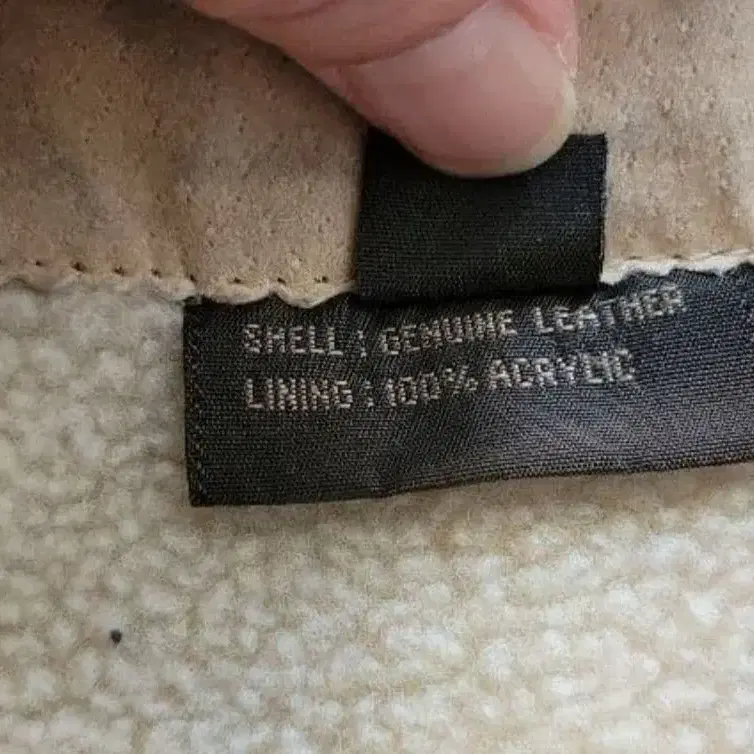 SHELL : GENUINE LEATHER
LINING : 100% ACRYLIC